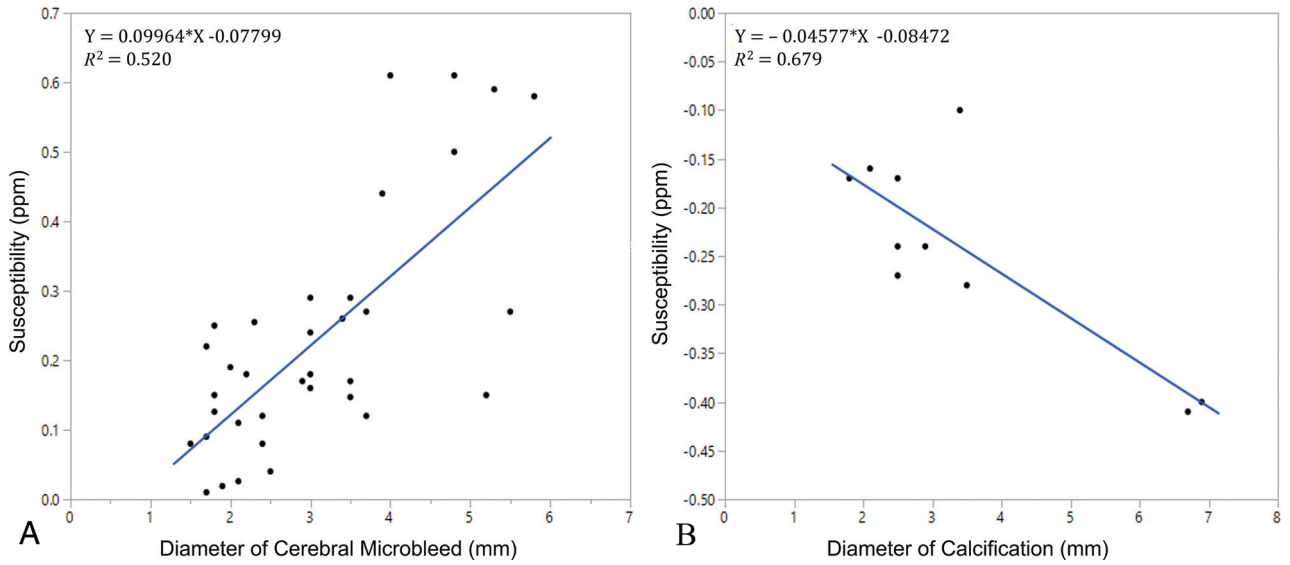 Y = 0.09964*X -0.07799
R² = 0.520
0.7
0.6
0.5
0.4
0.3
0.2
0.1
0.0
Susceptibility (ppm)
0 1 2 3 4 5 6 7
Diameter of Cerebral Microbleed (mm)
A
Y = – 0.04577*X -0.08472
R² = 0.679
0.00
-0.05
-0.10
-0.15
-0.20
-0.25
-0.30
-0.35
-0.40
-0.45
-0.50
Susceptibility (ppm)
0 1 2 3 4 5 6 7 8
Diameter of Calcification (mm)
B